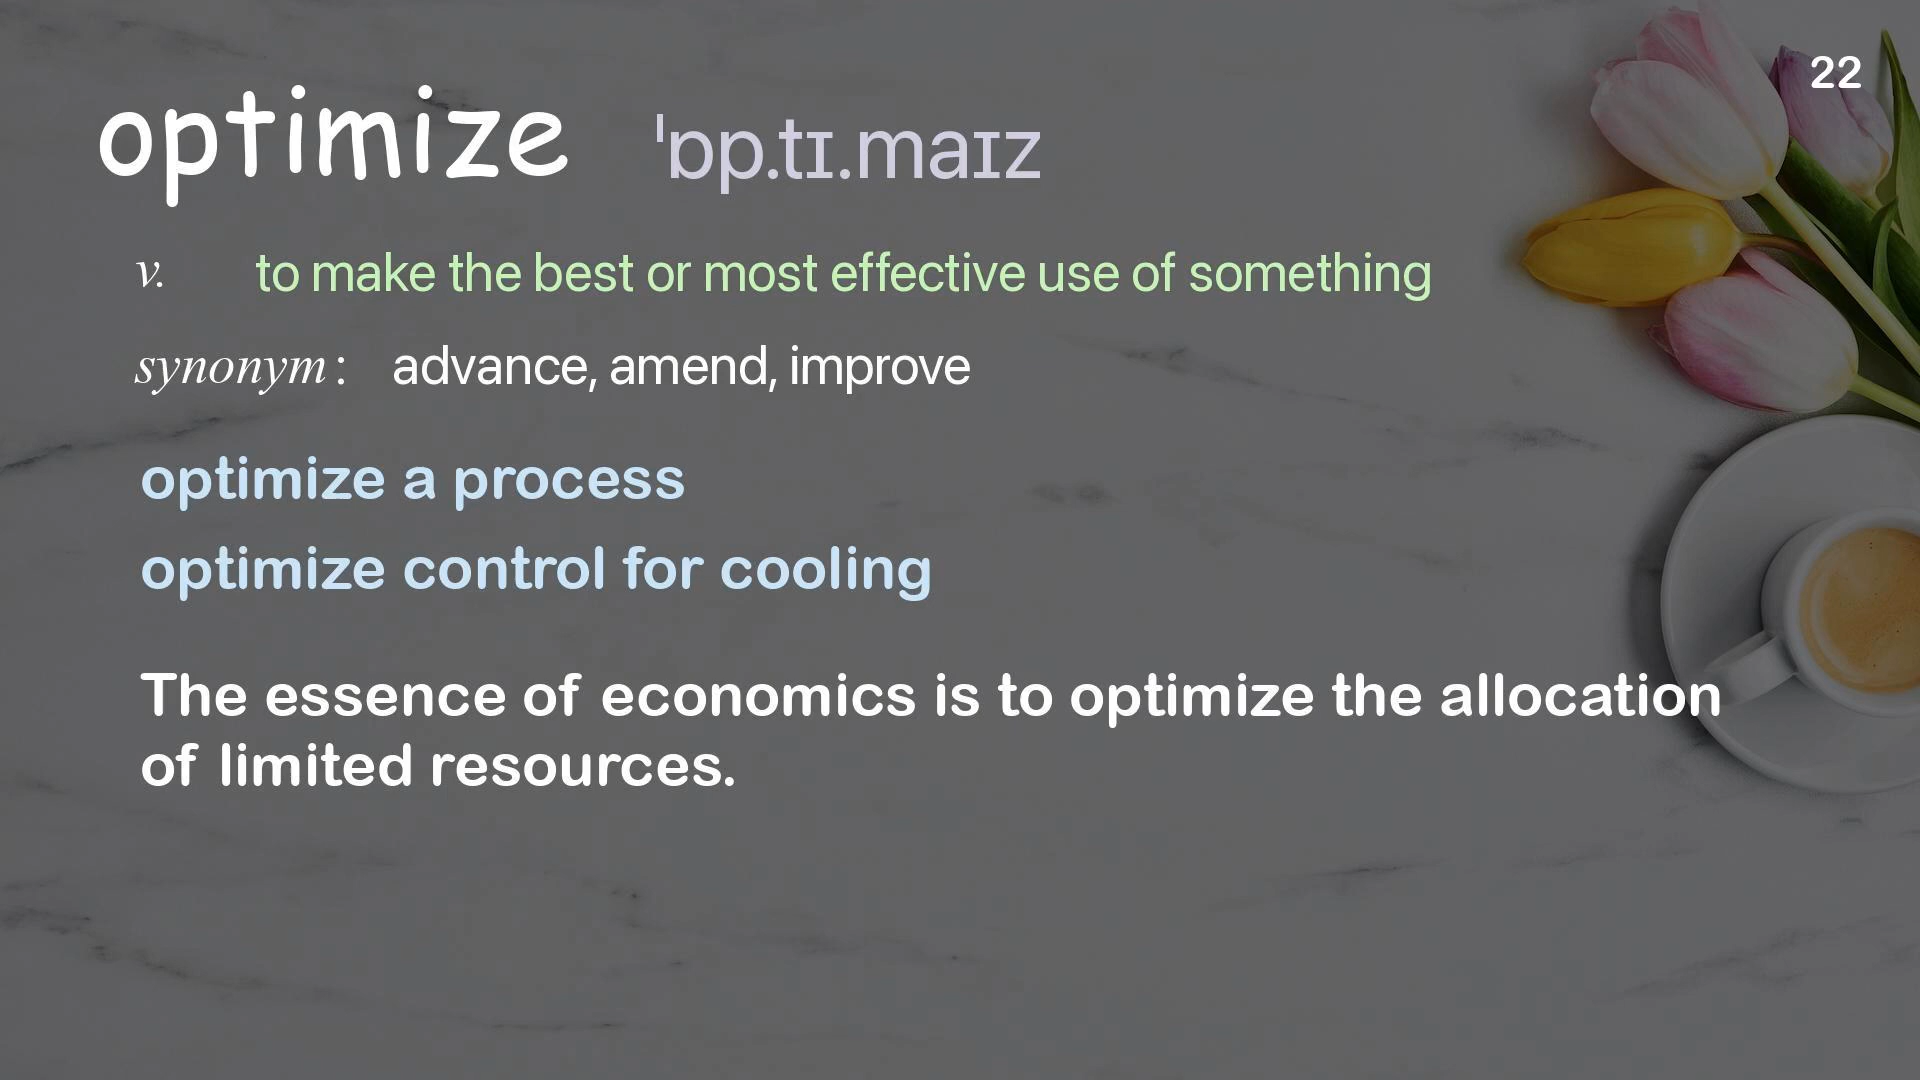 22
optimize ˈɒp.tɪ.maɪz
v. to make the best or most effective use of something
synonym: advance, amend, improve
optimize a process
optimize control for cooling
The essence of economics is to optimize the allocation
of limited resources.